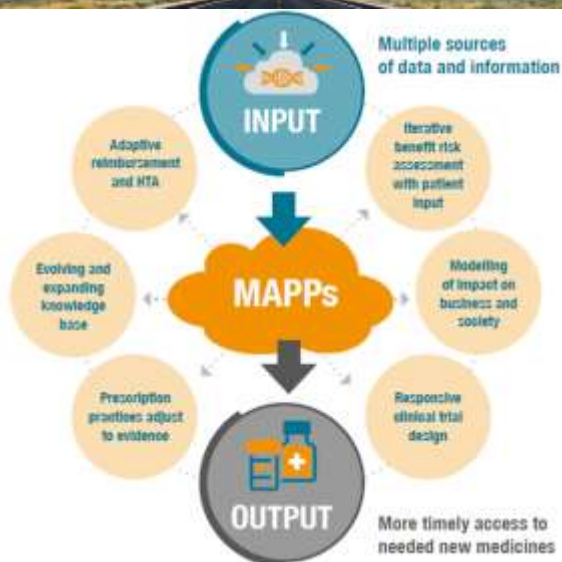 Multiple sources
of data and information
INPUT
Adaptive
reimbursement
and HTA
Iterative
benefit risk
assessment
with patient
input
Evolving and
expanding
knowledge
base
MAPPs
Modelling
of impact on
business and
society
Prescription
practices adjust
to evidence
Responsive
clinical trial
design
OUTPUT
More timely access to
needed new medicines